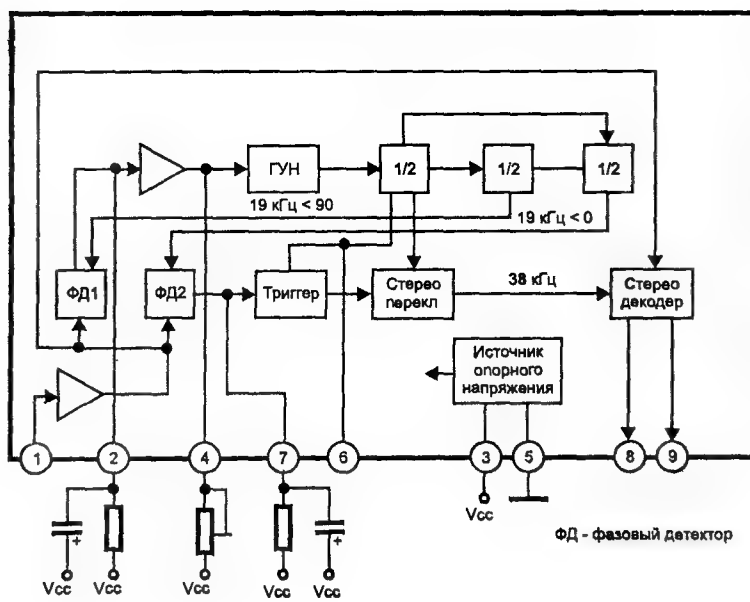 ГУН
1/2
1/2
1/2
19 кГц < 90
19 кГц < 0
ФД1
ФД2
Триггер
Стерео
перекл
38 кГц
Стерео
декодер
Источник
опорного
напряжения
1
2
4
7
6
3
5
8
9
+
+
Vcc
ФД - фазовый детектор
Vcc
Vcc
Vcc
Vcc
Vcc